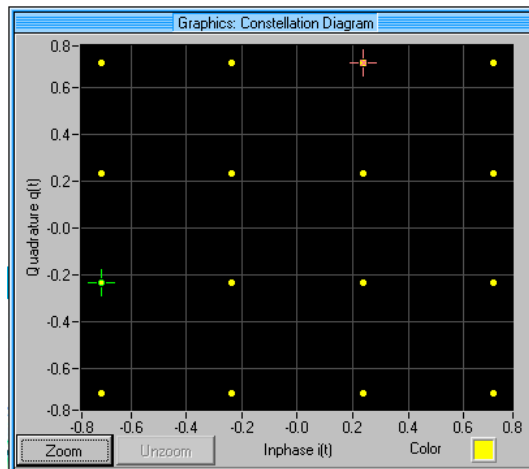 Graphics: Constellation Diagram
0.8
0.6
0.4
0.2
-0.0
-0.2
-0.4
-0.6
-0.8
Quadrature q(t)
-0.8 -0.6 -0.4 -0.2 -0.0 0.2 0.4 0.6 0.8
Zoom Unzoom Inphase i(t) Color